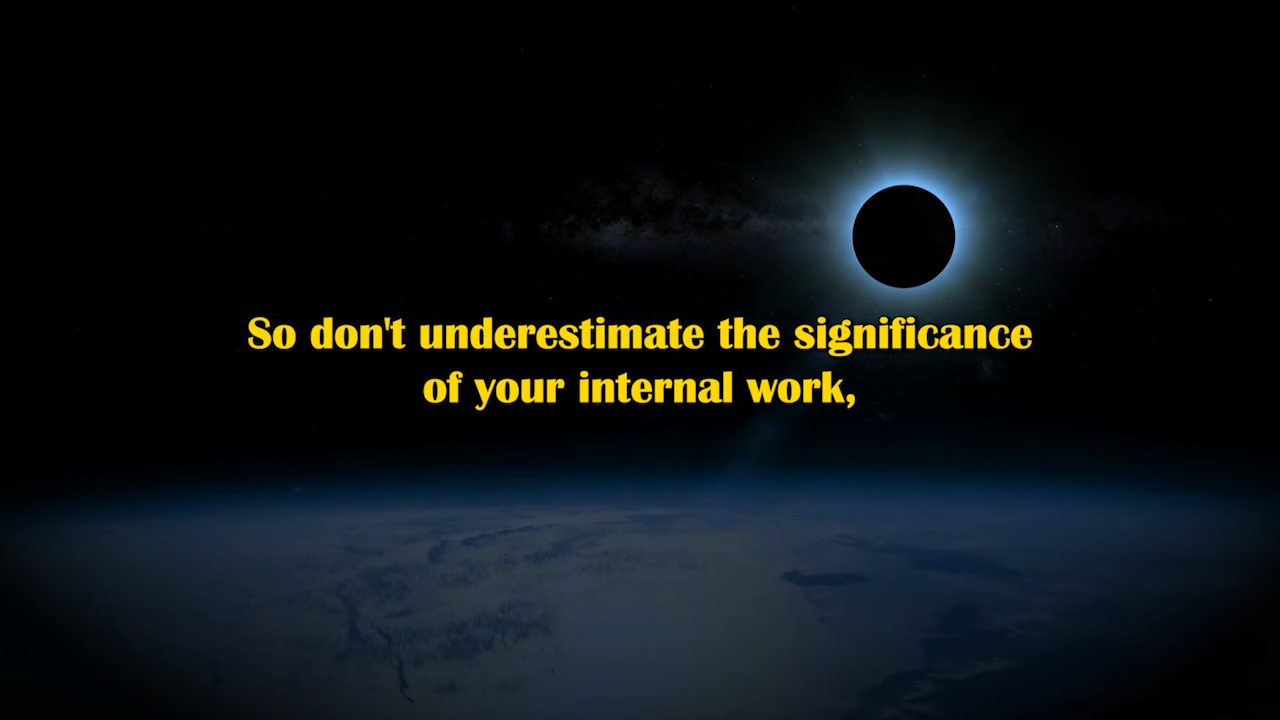 So don't underestimate the significance
of your internal work,